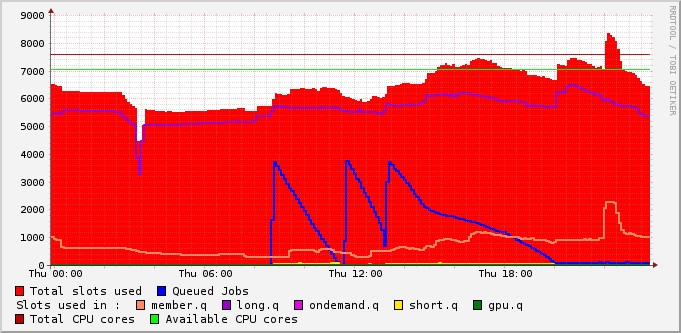 RRDTOOL / TOBI OETIKER
9000
8000
7000
6000
5000
4000
3000
2000
1000
0
Thu 00:00 Thu 06:00 Thu 12:00 Thu 18:00
Total slots used Queued Jobs
Slots used in : member.q long.q ondemand.q short.q gpu.q
Total CPU cores Available CPU cores